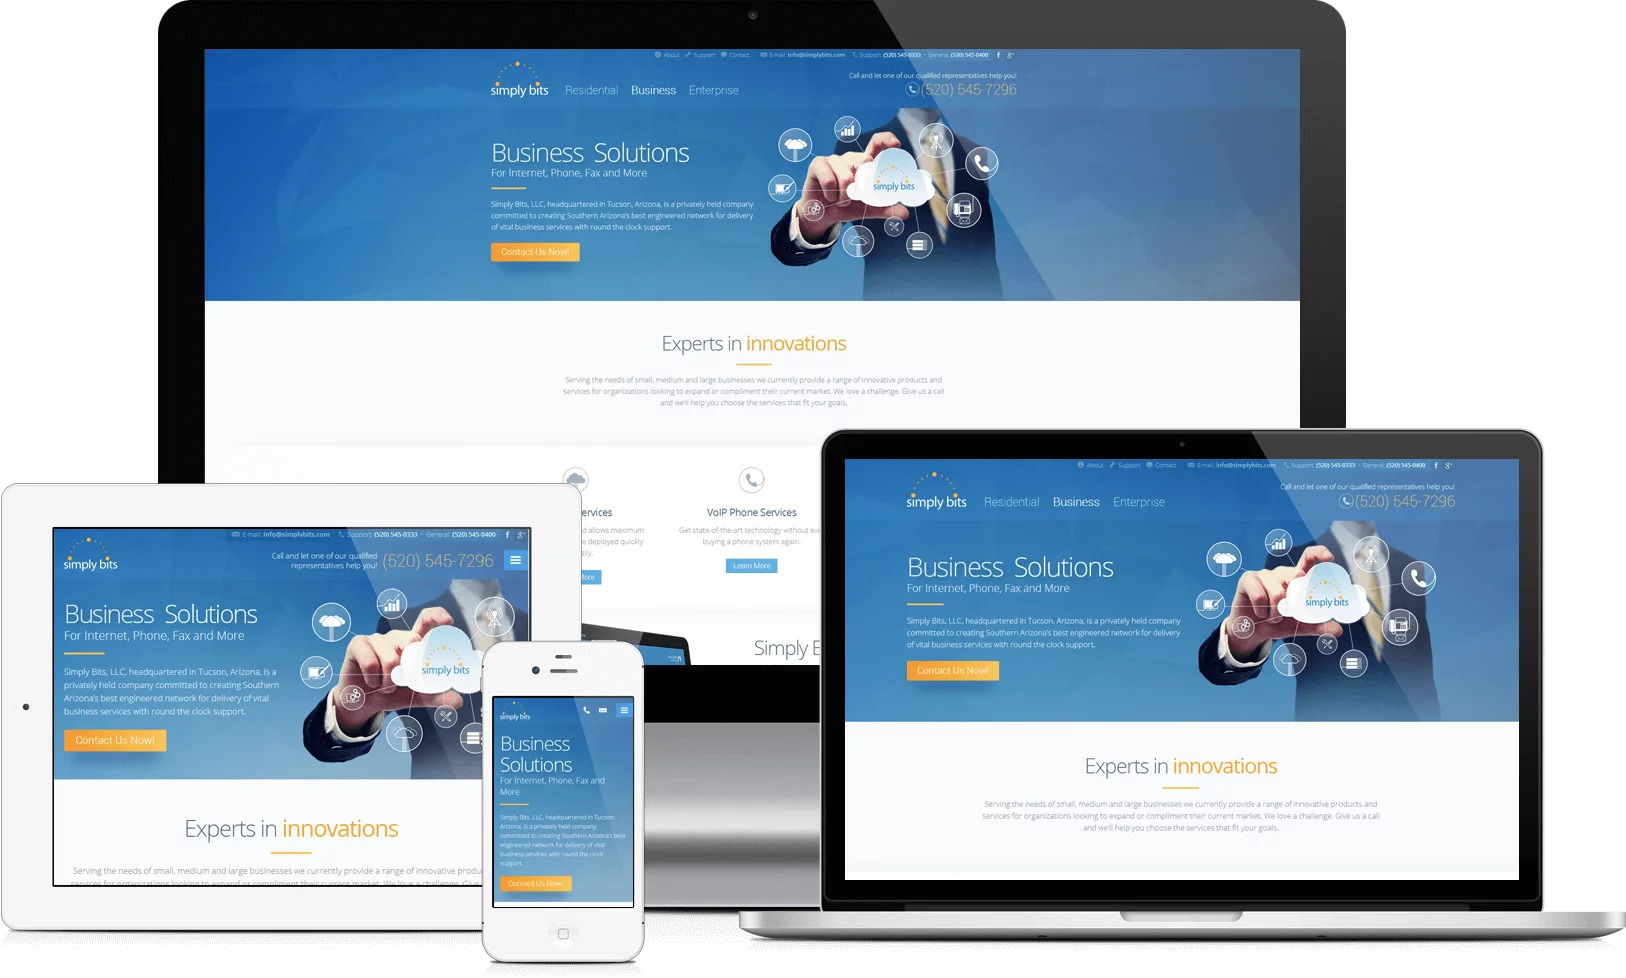 About Support Contact E-mail: info@simplybits.com Support: (520) 545-0333 - General: (520) 545-0400 f g+
Call and let one of our qualified representatives help you!
simply bits Residential Business Enterprise (520) 545-7296
Business Solutions
For Internet, Phone, Fax and More
simply bits
Simply Bits, LLC, headquartered in Tucson, Arizona, is a privately held company
committed to creating Southern Arizona's best engineered network for delivery
of vital business services with round the clock support.
Contact Us Now!
Experts in innovations
Serving the needs of small, medium and large businesses we currently provide a range of innovative products and
services for organizations looking to expand or compliment their current market. We love a challenge. Give us a call
and we'll help you choose the services that fit your goals.
ervices
d allows maximum
e deployed quickly
sily.
More
VoIP Phone Services
Get state-of-the-art technology without eve
buying a phone system again.
Learn More
Simply B
E-mail: info@simplybits.com Support: (520) 545-0333 - General: (520) 545-0400 f g+
simply bits
Call and let one of our qualified
representatives help you! (520) 545-7296
Business Solutions
For Internet, Phone, Fax and More
simply bits
Simply Bits, LLC, headquartered in Tucson, Arizona, is a
privately held company committed to creating Southern
Arizona's best engineered network for delivery of vital
business services with round the clock support.
Contact Us Now!
Experts in innovations
Serving the needs of small, medium and large businesses we currently provide a range of innovative produc
services for organizations looking to expand or compliment their current market. We love a challenge. Give
simply bits
Business
Solutions
For Internet, Phone, Fax and
More
Simply Bits, LLC, headquartered in Tucson,
Arizona, is a privately held company
committed to creating Southern Arizona's best
engineered network for delivery of vital
business services with round the clock
support.
Contact Us Now!
About Support Contact E-mail: info@simplybits.com Support: (520) 545-0333 - General: (520) 545-0400 f g+
Call and let one of our qualified representatives help you!
simply bits Residential Business Enterprise (520) 545-7296
Business Solutions
For Internet, Phone, Fax and More
simply bits
Simply Bits, LLC, headquartered in Tucson, Arizona, is a privately held company
committed to creating Southern Arizona's best engineered network for delivery
of vital business services with round the clock support.
Contact Us Now!
Experts in innovations
Serving the needs of small, medium and large businesses we currently provide a range of innovative products and
services for organizations looking to expand or compliment their current market. We love a challenge. Give us a call
and we'll help you choose the services that fit your goals.